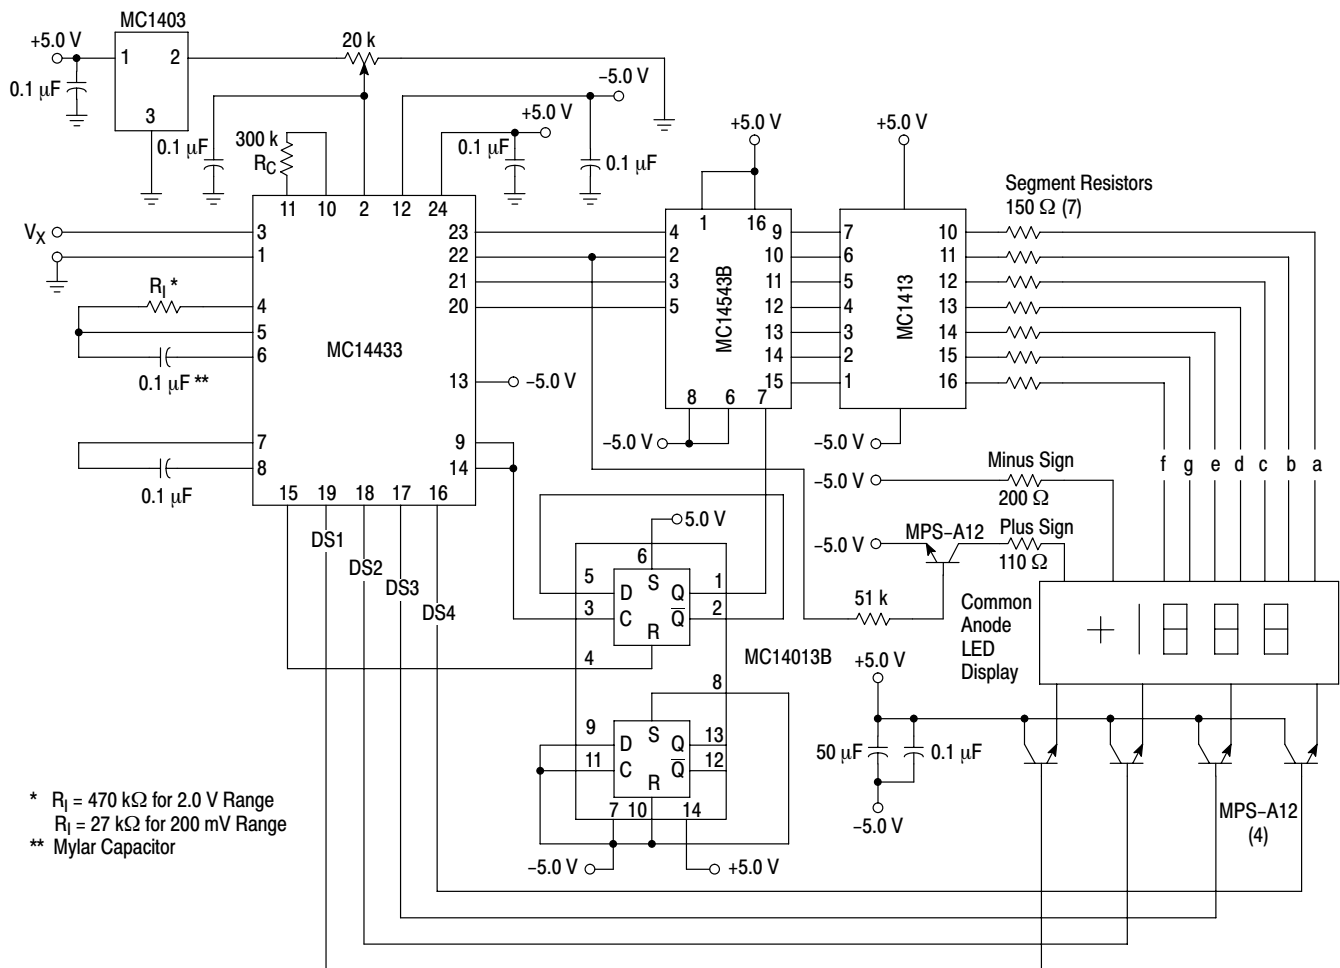 MC1403
+5.0 V
1
2
3
0.1 μF
20 k
−5.0 V
+5.0 V
0.1 μF
0.1 μF
0.1 μF
300 k
R_C
11
10
2
12
24
V_X
3
1
R_I *
4
5
6
0.1 μF **
7
8
0.1 μF
MC14433
23
22
21
20
13
−5.0 V
9
14
15
19
18
17
16
DS1
DS2
DS3
DS4
+5.0 V
1
16
4
2
3
5
MC14543B
9
10
11
12
13
14
15
8
6
7
−5.0 V
+5.0 V
7
6
5
4
3
2
1
MC1413
10
11
12
13
14
15
16
−5.0 V
Segment Resistors
150 Ω (7)
f g e d c b a
−5.0 V
Minus Sign
200 Ω
−5.0 V
MPS−A12
Plus Sign
110 Ω
51 k
Common
Anode
LED
Display
5.0 V
6
5
D
S
Q
1
3
C
Q
2
R
4
MC14013B
8
9
D
S
Q
13
11
C
Q
12
R
7
10
14
−5.0 V
+5.0 V
+5.0 V
50 μF
0.1 μF
−5.0 V
MPS−A12
(4)
* R_I = 470 kΩ for 2.0 V Range
R_I = 27 kΩ for 200 mV Range
** Mylar Capacitor